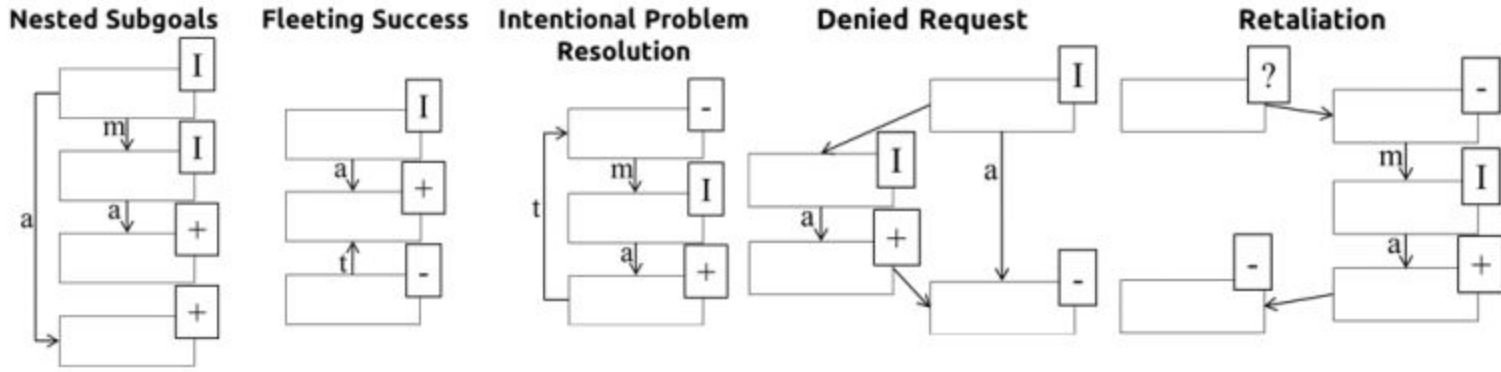 Nested Subgoals
I
m
I
a
a
+
+
Fleeting Success
I
a
+
t
-
Intentional Problem
Resolution
-
m
I
t
a
+
Denied Request
I
I
a
a
+
-
Retaliation
?
-
m
I
a
-
+